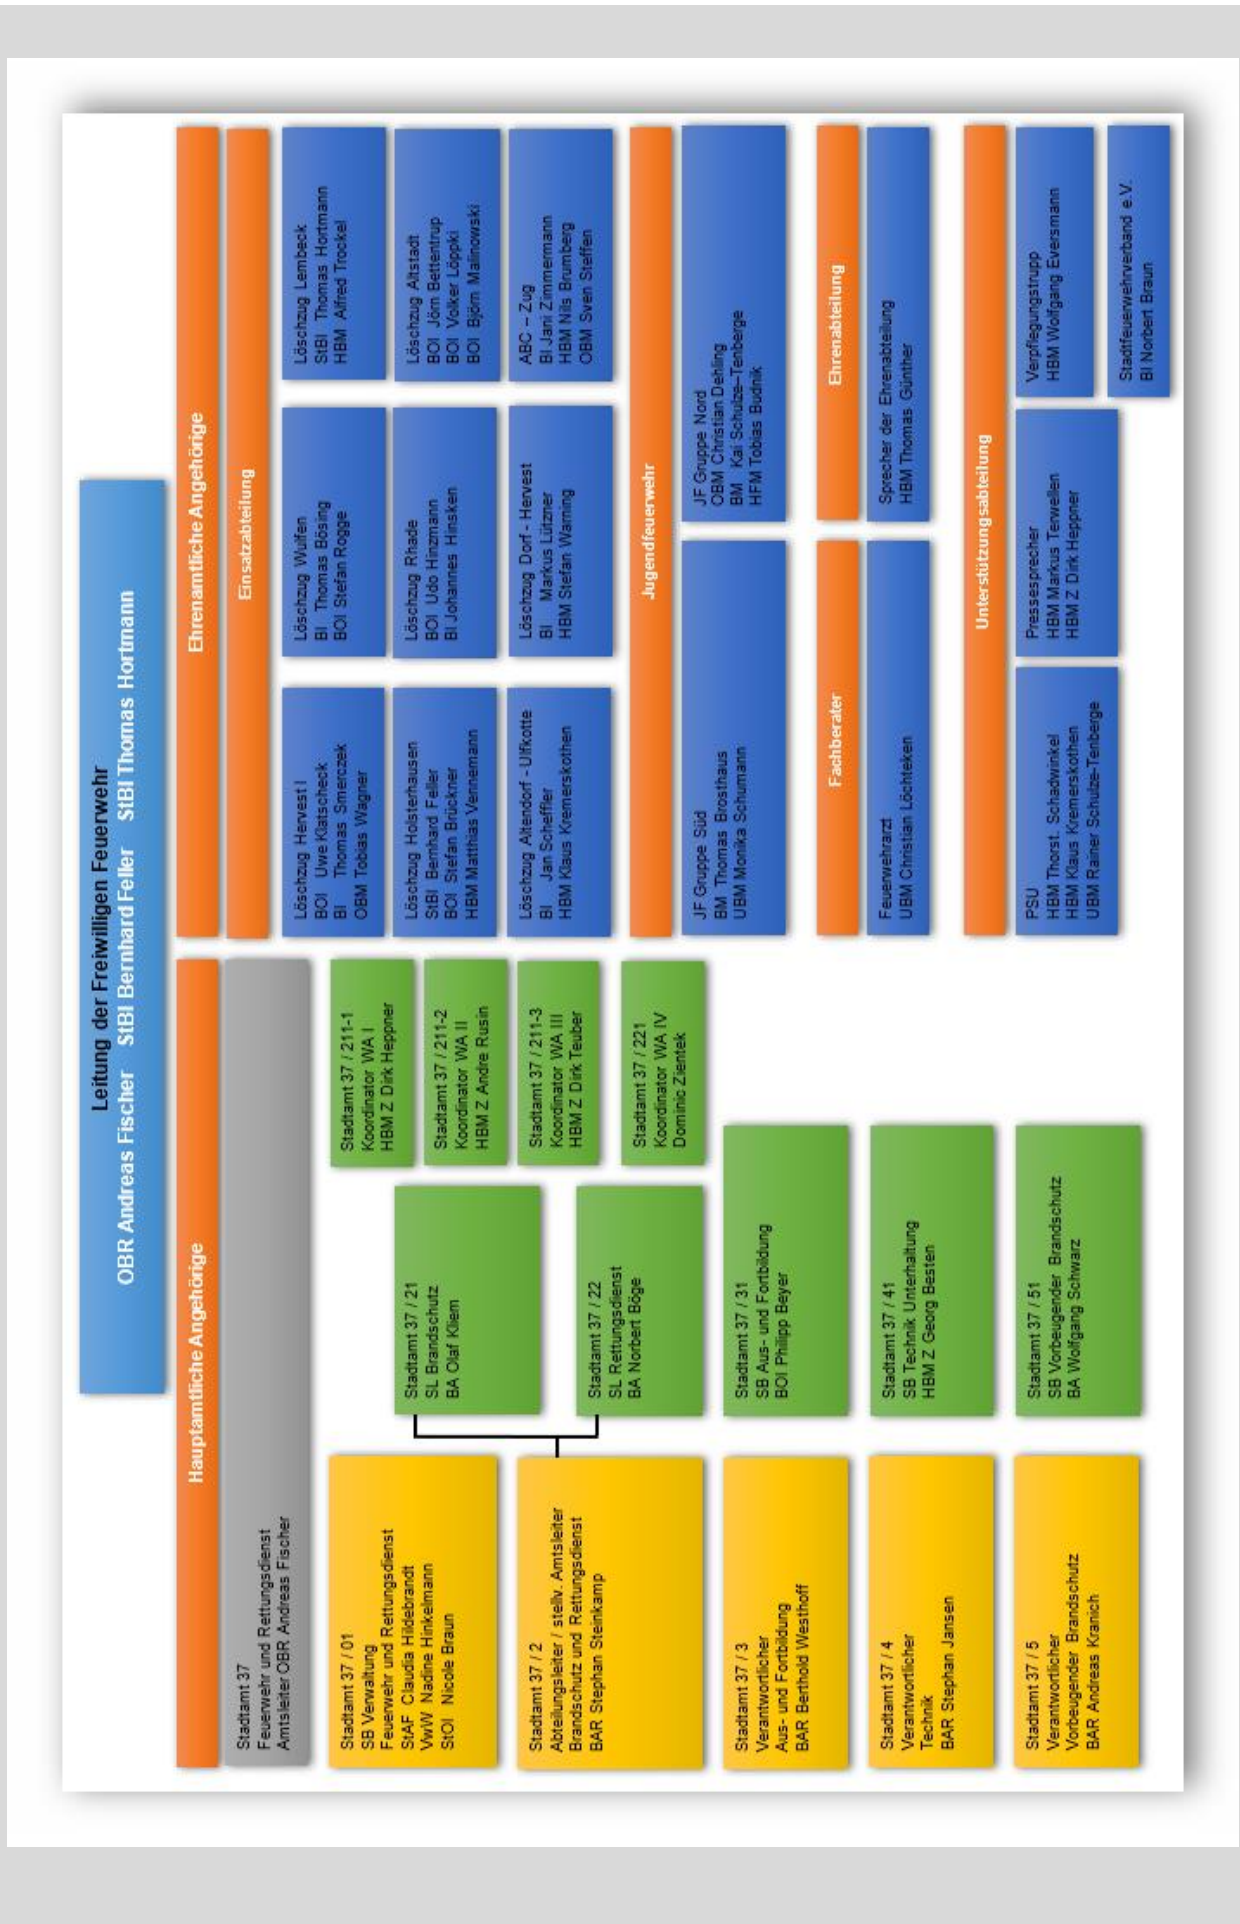 Leitung der Freiwilligen Feuerwehr
OBR Andreas Fischer StBI Bernhard Feller StBI Thomas Hortmann
Hauptamtliche Angehörige
Stadtamt 37
Feuerwehr und Rettungsdienst
Amtsleiter OBR Andreas Fischer
Stadtamt 37 / 01
SB Verwaltung
Feuerwehr und Rettungsdienst
StAF Claudia Hildebrandt
VwW Nadine Hinkelmann
StOI Nicole Braun
Stadtamt 37 / 2
Abteilungsleiter / stellv. Amtsleiter
Brandschutz und Rettungsdienst
BAR Stephan Steinkamp
Stadtamt 37 / 3
Verantwortlicher
Aus- und Fortbildung
BAR Berthold Westhoff
Stadtamt 37 / 4
Verantwortlicher
Technik
BAR Stephan Jansen
Stadtamt 37 / 5
Verantwortlicher
Vorbeugender Brandschutz
BAR Andreas Kranich
Stadtamt 37 / 21
SL Brandschutz
BA Olaf Kliem
Stadtamt 37 / 22
SL Rettungsdienst
BA Norbert Böge
Stadtamt 37 / 31
SB Aus- und Fortbildung
BOI Philipp Beyer
Stadtamt 37 / 41
SB Technik Unterhaltung
HBM Z Georg Besten
Stadtamt 37 / 51
SB Vorbeugender Brandschutz
BA Wolfgang Schwarz
Stadtamt 37 / 211-1
Koordinator WA I
HBM Z Dirk Heppner
Stadtamt 37 / 211-2
Koordinator WA II
HBM Z Andre Rusin
Stadtamt 37 / 211-3
Koordinator WA III
HBM Z Dirk Teuber
Stadtamt 37 / 221
Koordinator WA IV
Dominic Zientek
Ehrenamtliche Angehörige
Einsatzabteilung
Löschzug Hervest I
BOI Uwe Klatscheck
BI Thomas Smerczek
OBM Tobias Wagner
Löschzug Wulfen
BI Thomas Bösing
BOI Stefan Rogge
Löschzug Lembeck
StBI Thomas Hortmann
HBM Alfred Trockel
Löschzug Holsterhausen
StBI Bernhard Feller
BOI Stefan Brückner
HBM Matthias Vennemann
Löschzug Rhade
BOI Udo Hinzmann
BI Johannes Hinsken
Löschzug Altstadt
BOI Jörn Bettentrup
BOI Volker Löppki
BOI Björn Malinowski
Löschzug Altendorf - Ulfkotte
BI Jan Scheffler
HBM Klaus Kremerskothen
Löschzug Dorf - Hervest
BI Markus Lützner
HBM Stefan Warning
ABC – Zug
BI Jani Zimmermann
HBM Nils Brumberg
OBM Sven Steffen
Jugendfeuerwehr
JF Gruppe Süd
BM Thomas Brosthaus
UBM Monika Schumann
JF Gruppe Nord
OBM Christian Dehling
BM Kai Schulze–Tenberge
HFM Tobias Budnik
Fachberater
Ehrenabteilung
Feuerwehrarzt
UBM Christian Löchteken
Sprecher der Ehrenabteilung
HBM Thomas Günther
Unterstützungsabteilung
PSU
HBM Thorst. Schadwinkel
HBM Klaus Kremerskothen
UBM Rainer Schulze-Tenberge
Pressesprecher
HBM Markus Terwellen
HBM Z Dirk Heppner
Verpflegungstrupp
HBM Wolfgang Eversmann
Stadtfeuerwehrverband e.V.
BI Norbert Braun